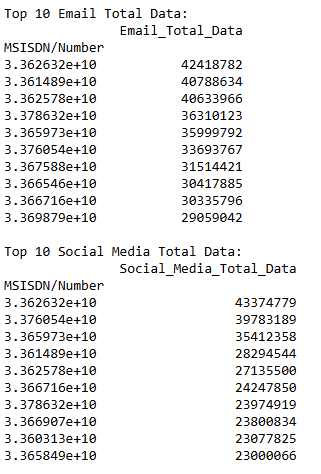 Top 10 Email Total Data:
Email_Total_Data
MSISDN/Number
3.362632e+10 42418782
3.361489e+10 40788634
3.362578e+10 40633966
3.378632e+10 36310123
3.365973e+10 35999792
3.376054e+10 33693767
3.367588e+10 31514421
3.366546e+10 30417885
3.366716e+10 30335796
3.369879e+10 29059042
Top 10 Social Media Total Data:
Social_Media_Total_Data
MSISDN/Number
3.362632e+10 43374779
3.376054e+10 39783189
3.365973e+10 35412358
3.361489e+10 28294544
3.362578e+10 27135500
3.366716e+10 24247850
3.378632e+10 23974919
3.366907e+10 23800834
3.360313e+10 23077825
3.365849e+10 23000066